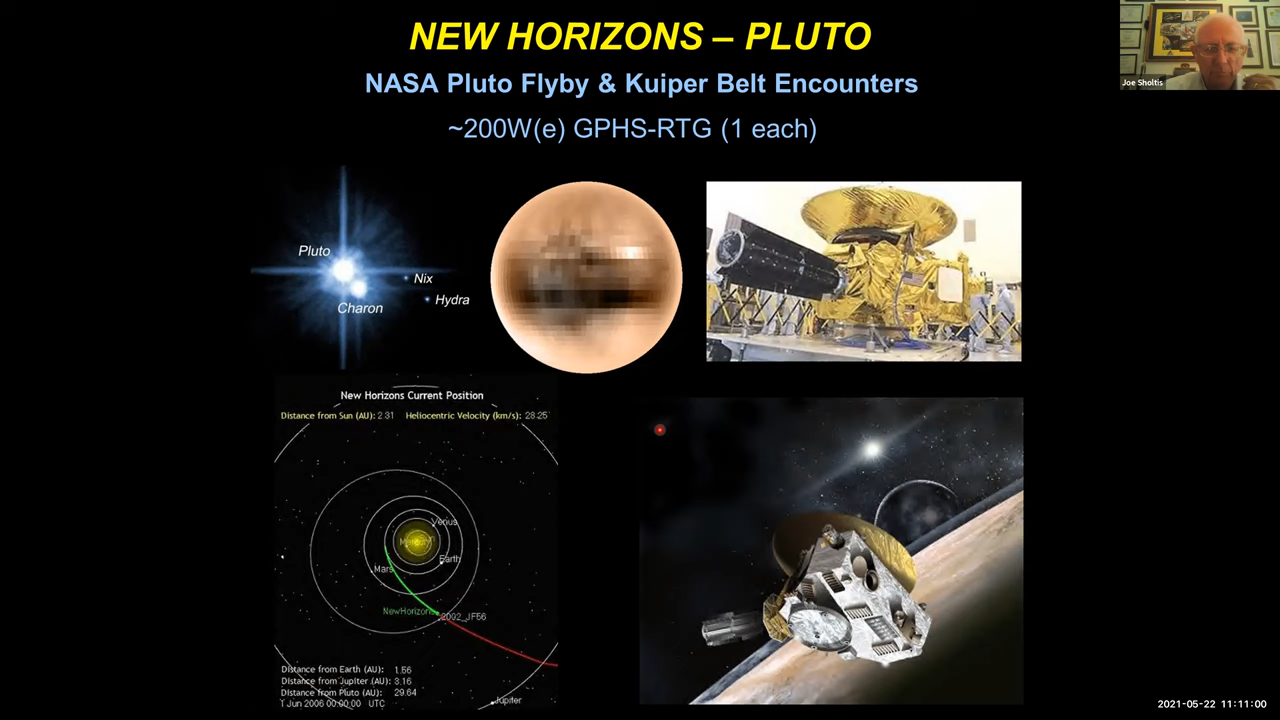 NEW HORIZONS – PLUTO
NASA Pluto Flyby & Kuiper Belt Encounters
~200W(e) GPHS-RTG (1 each)
Joe Sholtis
Pluto
Nix
Hydra
Charon
New Horizons Current Position
Distance from Sun (AU): 2.31 Heliocentric Velocity (km/s): 28.25
Venus
Mercury
Earth
Mars
NewHorizons
2002_JF56
Distance from Earth (AU): 1.56
Distance from Jupiter (AU): 3.16
Distance from Pluto (AU): 29.64
1 Jun 2006 00:00:00 UTC
Jupiter
2021-05-22 11:11:00